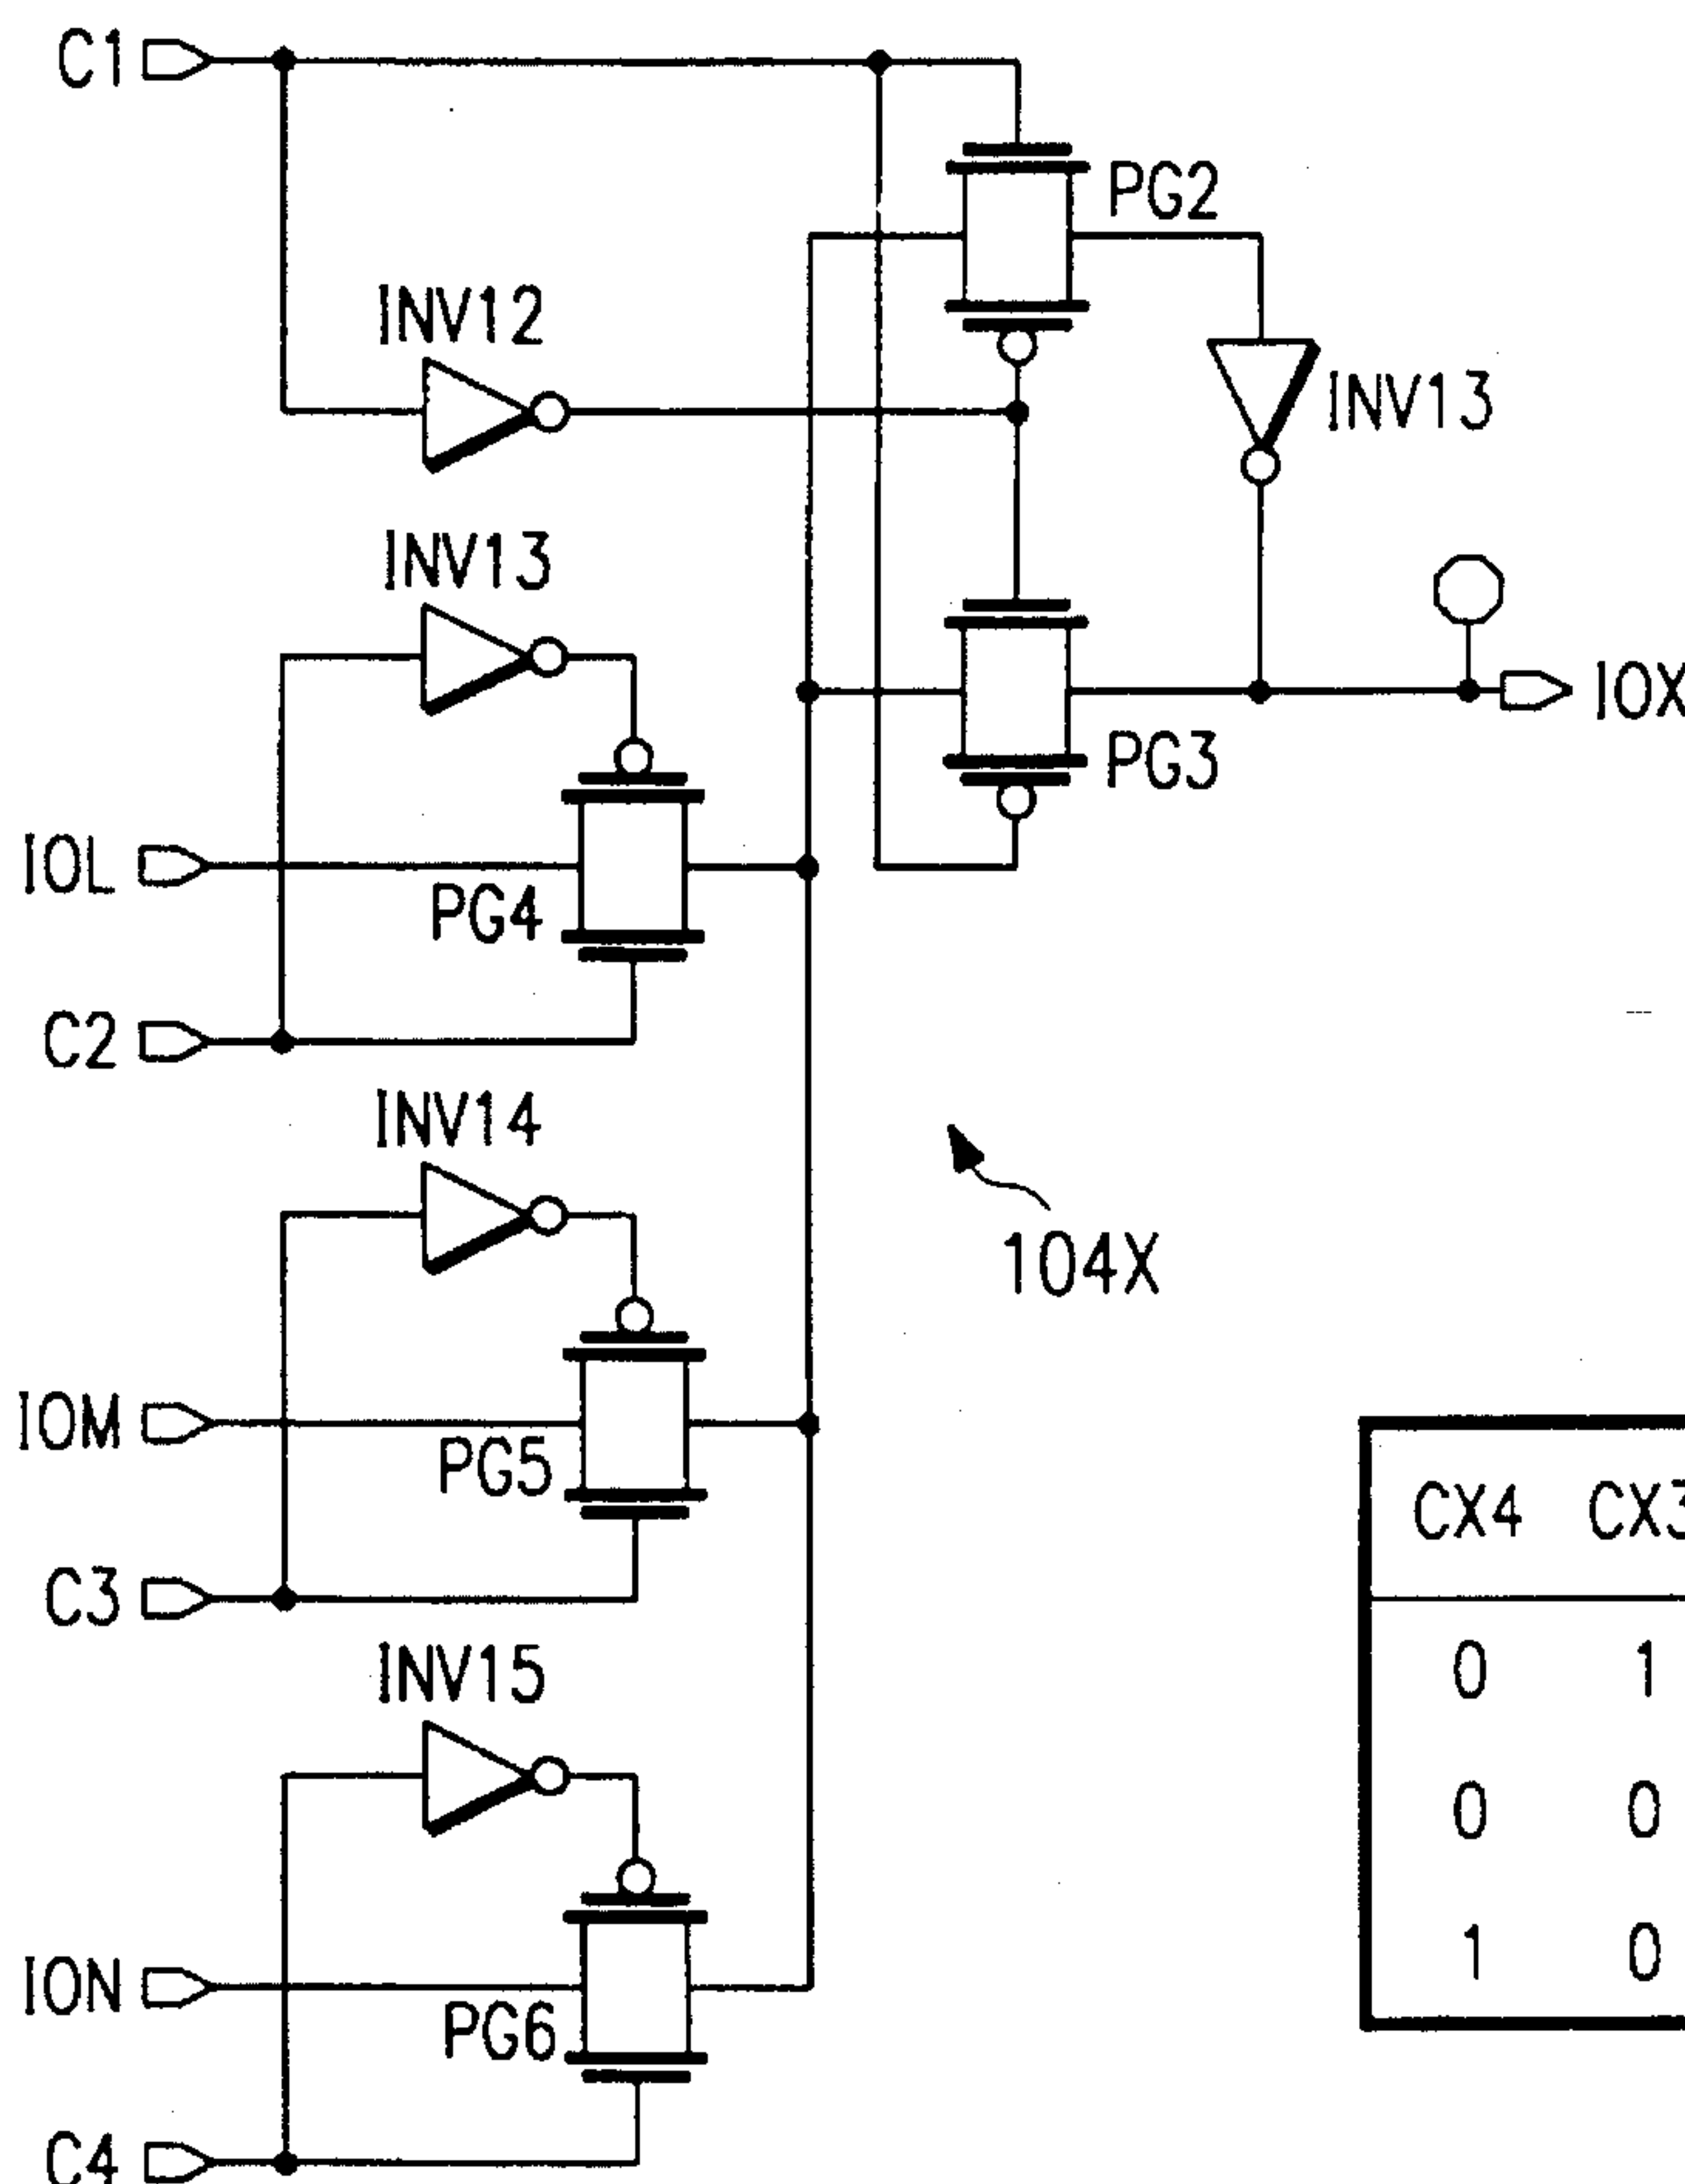 C1
PG2
INV12
INV13
INV13
IOX
PG3
IOL
PG4
C2
INV14
104X
IOM
PG5
C3
INV15
ION
PG6
C4
CX4 CX3
0 1
0 0
1 0